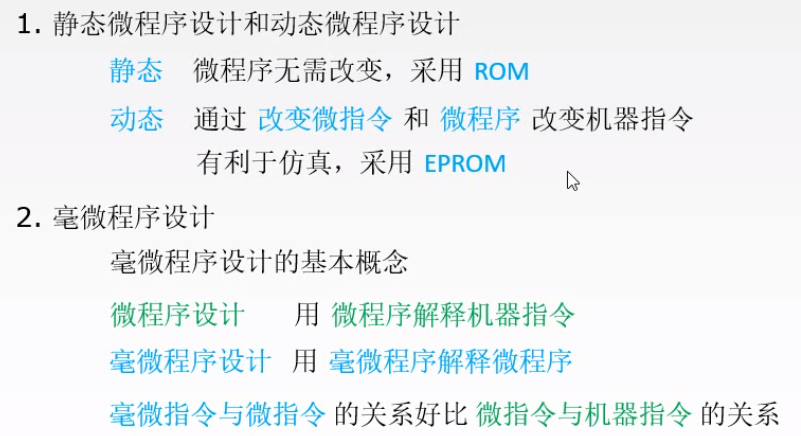 1. 静态微程序设计和动态微程序设计
静态 微程序无需改变，采用 ROM
动态 通过 改变微指令 和 微程序 改变机器指令
有利于仿真，采用 EPROM
2. 毫微程序设计
毫微程序设计的基本概念
微程序设计 用 微程序解释机器指令
毫微程序设计 用 毫微程序解释微程序
毫微指令与微指令 的关系好比 微指令与机器指令 的关系